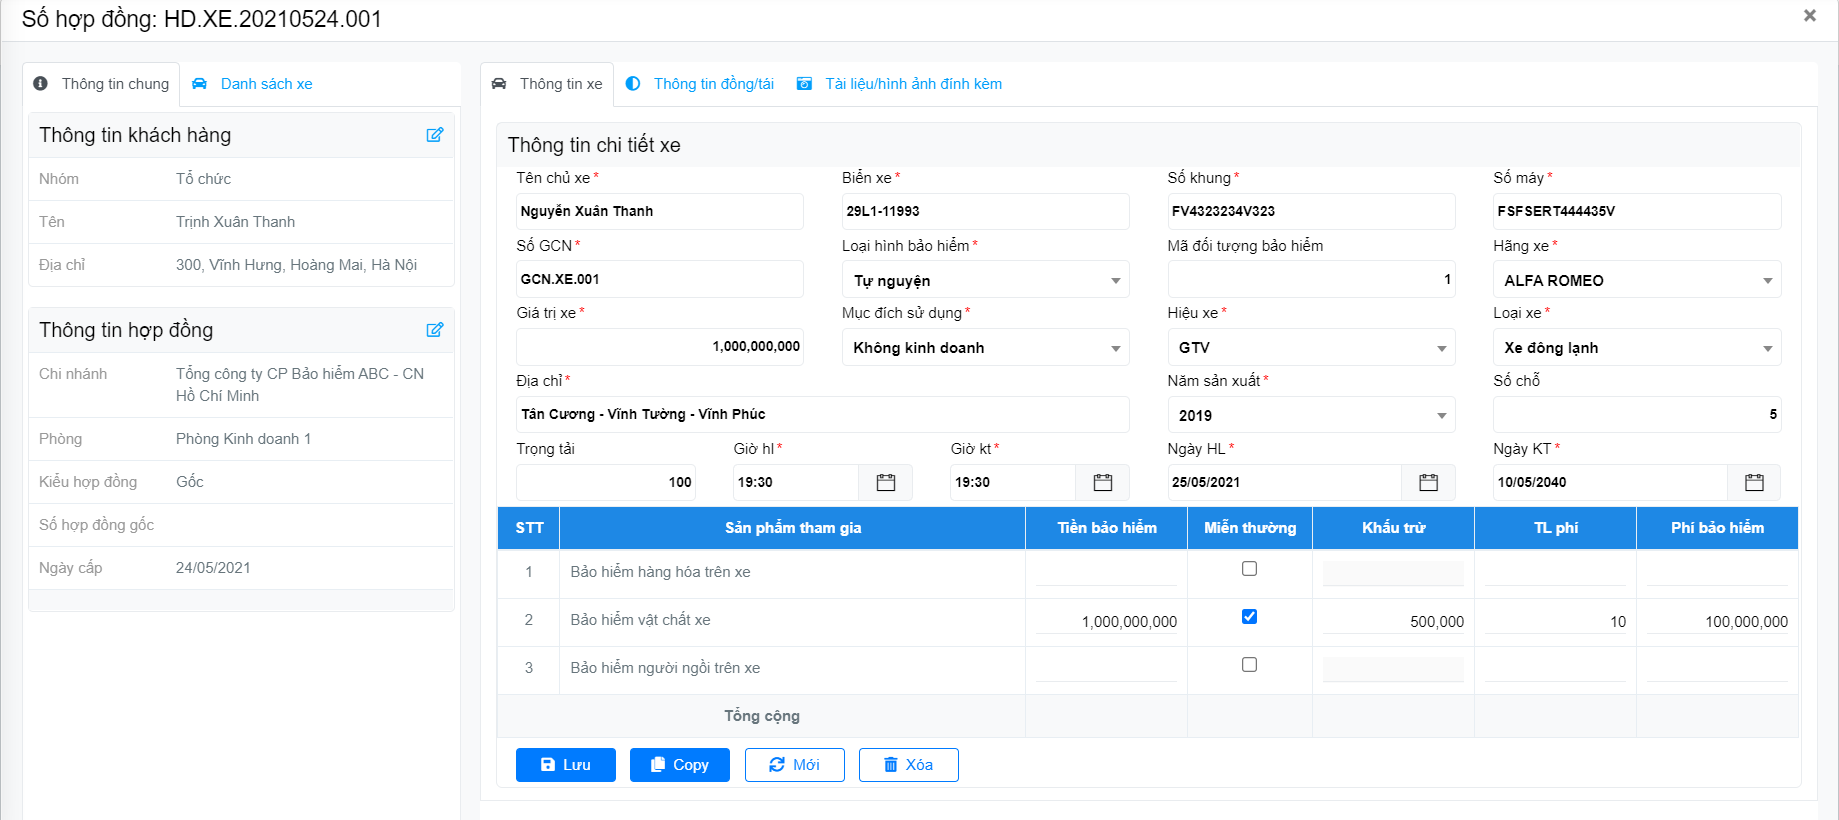 Số hợp đồng: HD.XE.20210524.001
Thông tin chung
Danh sách xe
Thông tin khách hàng
Nhóm Tổ chức
Tên Trịnh Xuân Thanh
Địa chỉ 300, Vĩnh Hưng, Hoàng Mai, Hà Nội
Thông tin hợp đồng
Chi nhánh Tổng công ty CP Bảo hiểm ABC - CN
Hồ Chí Minh
Phòng Phòng Kinh doanh 1
Kiểu hợp đồng Gốc
Số hợp đồng gốc
Ngày cấp 24/05/2021
Thông tin xe
Thông tin đồng/tái
Tài liệu/hình ảnh đính kèm
Thông tin chi tiết xe
Tên chủ xe* Biển xe* Số khung* Số máy*
Nguyễn Xuân Thanh 29L1-11993 FV4323234V323 FSFSERT444435V
Số GCN* Loại hình bảo hiểm* Mã đối tượng bảo hiểm Hãng xe*
GCN.XE.001 Tự nguyện 1 ALFA ROMEO
Giá trị xe* Mục đích sử dụng* Hiệu xe* Loại xe*
1,000,000,000 Không kinh doanh GTV Xe đông lạnh
Địa chỉ* Năm sản xuất* Số chỗ
Tân Cương - Vĩnh Tường - Vĩnh Phúc 2019 5
Trọng tải Giờ hl* Giờ kt* Ngày HL* Ngày KT*
100 19:30 19:30 25/05/2021 10/05/2040
STT Sản phẩm tham gia Tiền bảo hiểm Miễn thường Khấu trừ TL phí Phí bảo hiểm
1 Bảo hiểm hàng hóa trên xe
2 Bảo hiểm vật chất xe 1,000,000,000 500,000 10 100,000,000
3 Bảo hiểm người ngồi trên xe
Tổng cộng
Lưu Copy Mới Xóa